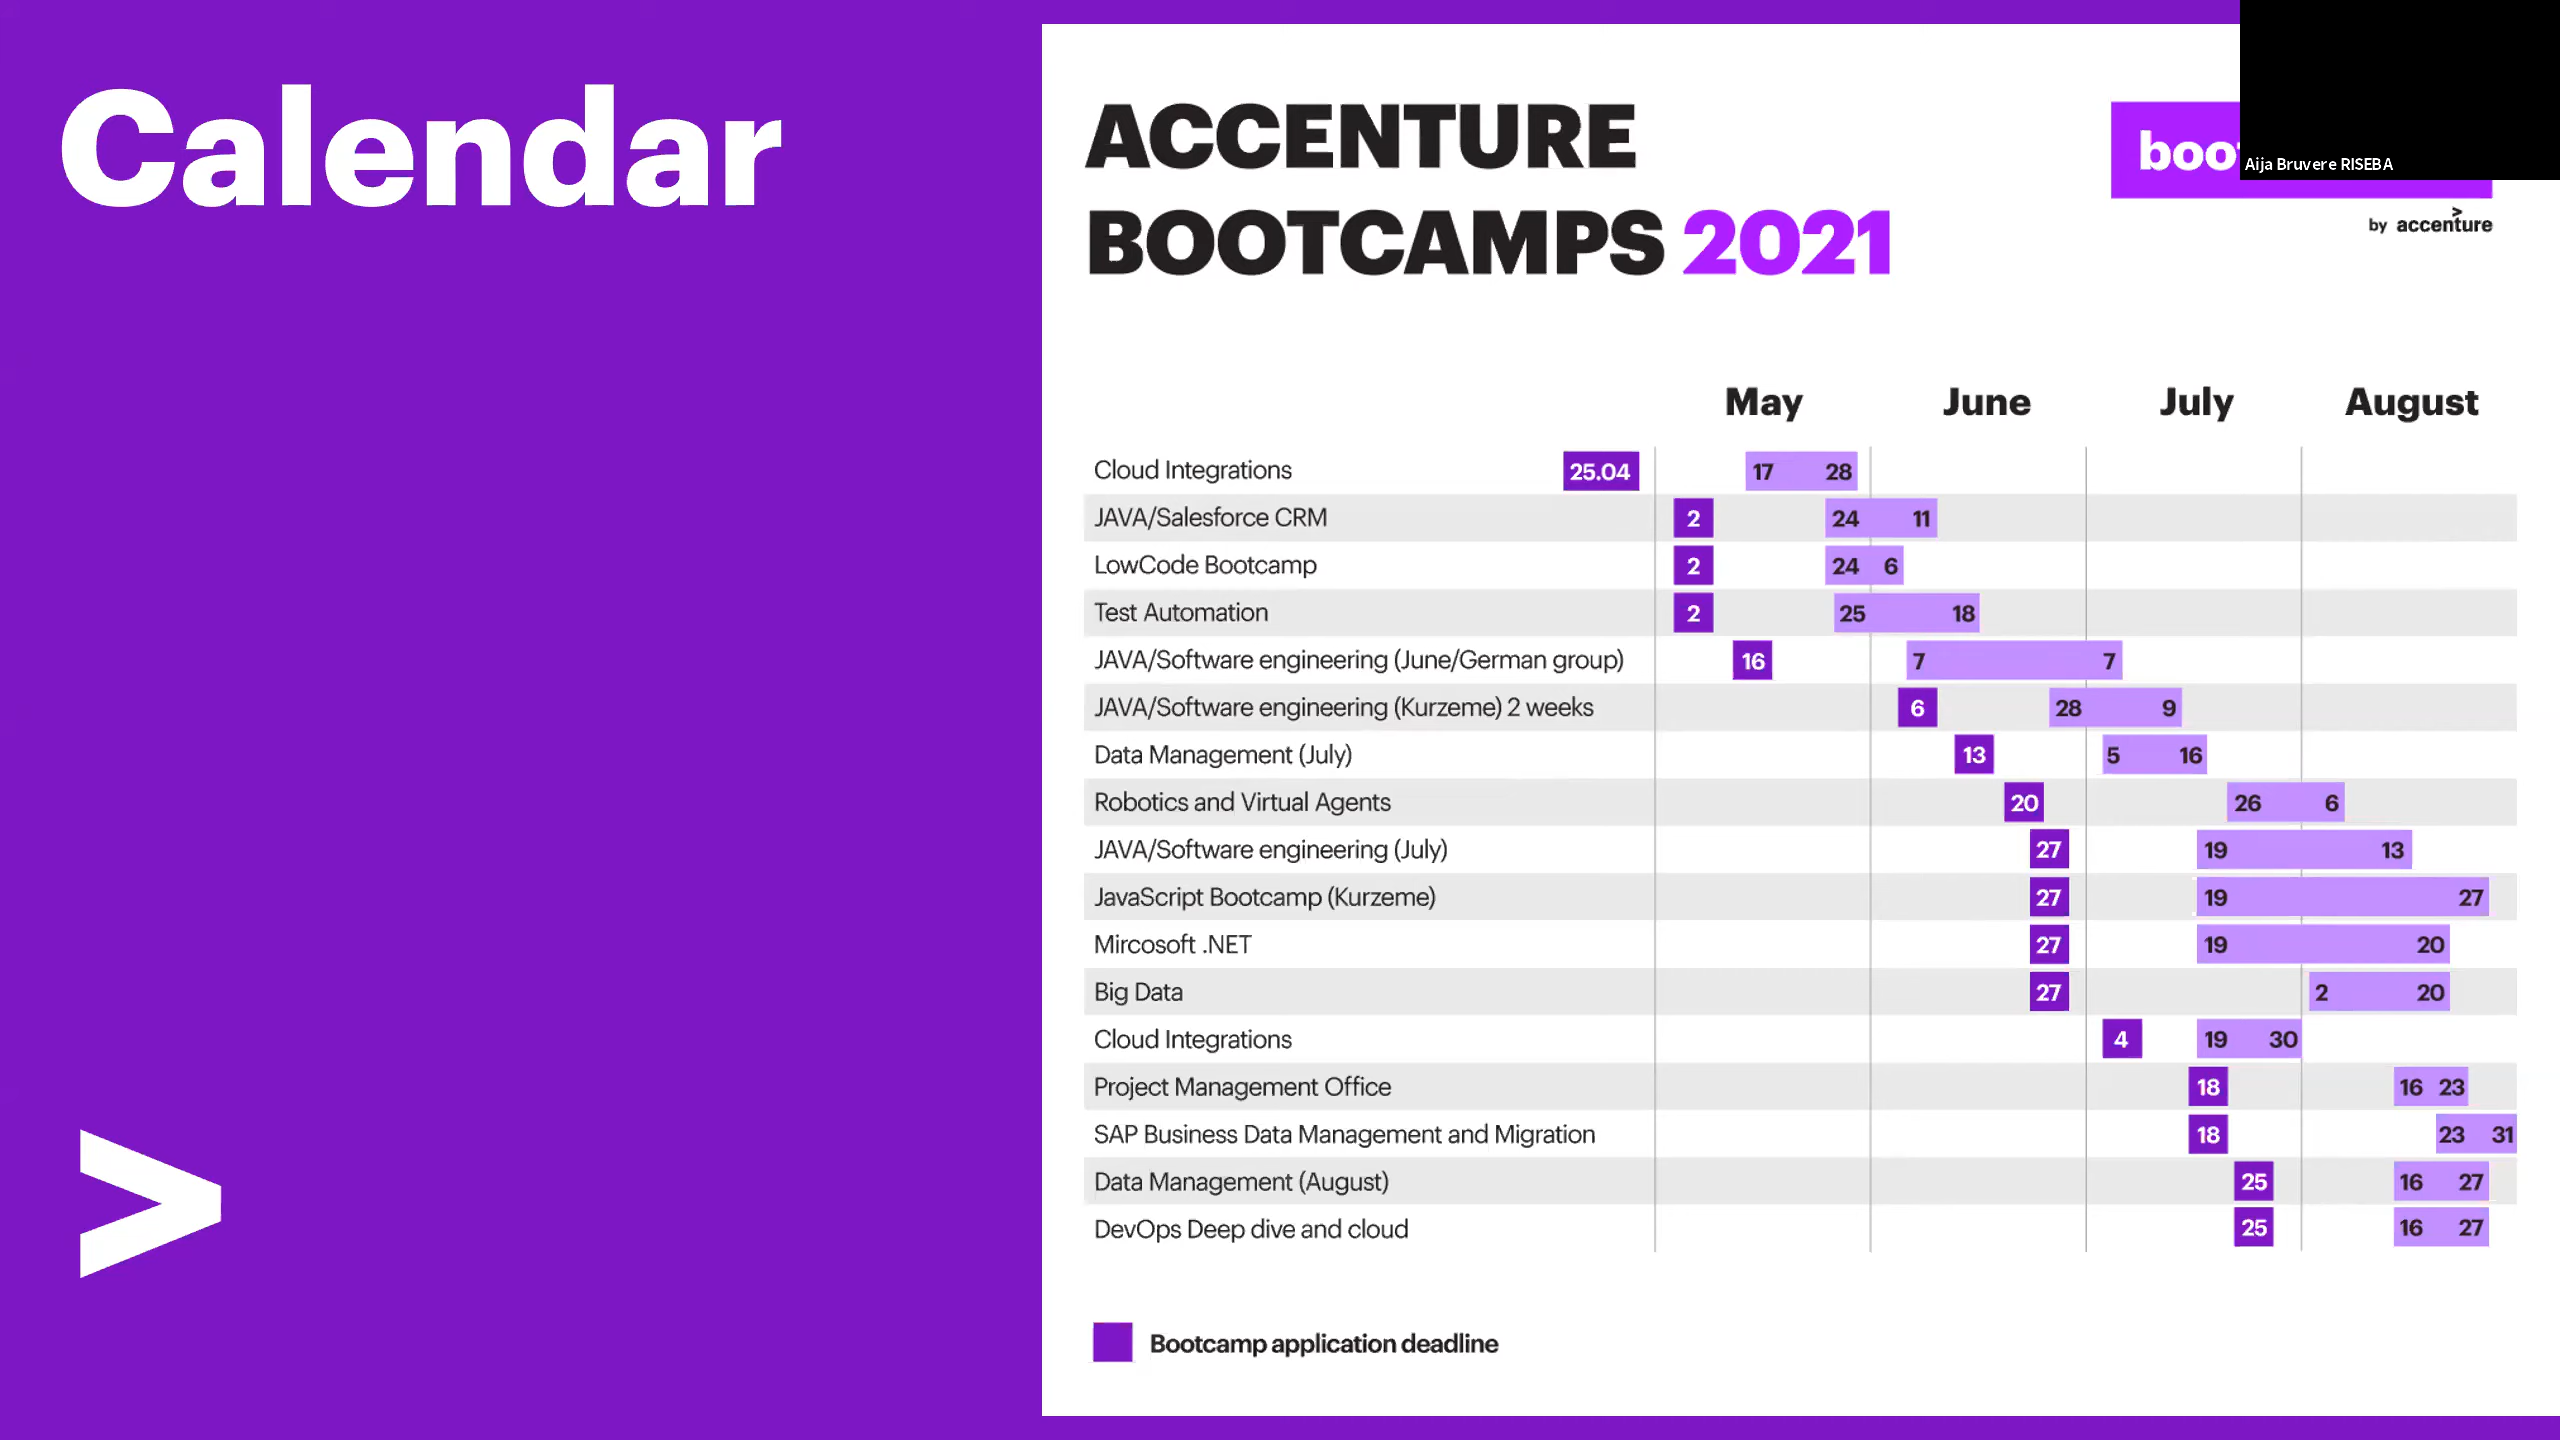 Calendar
>
ACCENTURE
BOOTCAMPS 2021
Aija Bruvere RISEBA
by accenture
May June July August
Cloud Integrations 25.04 17 28
JAVA/Salesforce CRM 2 24 11
LowCode Bootcamp 2 24 6
Test Automation 2 25 18
JAVA/Software engineering (June/German group) 16 7 7
JAVA/Software engineering (Kurzeme) 2 weeks 6 28 9
Data Management (July) 13 5 16
Robotics and Virtual Agents 20 26 6
JAVA/Software engineering (July) 27 19 13
JavaScript Bootcamp (Kurzeme) 27 19 27
Mircosoft .NET 27 19 20
Big Data 27 2 20
Cloud Integrations 4 19 30
Project Management Office 18 16 23
SAP Business Data Management and Migration 18 23 31
Data Management (August) 25 16 27
DevOps Deep dive and cloud 25 16 27
Bootcamp application deadline